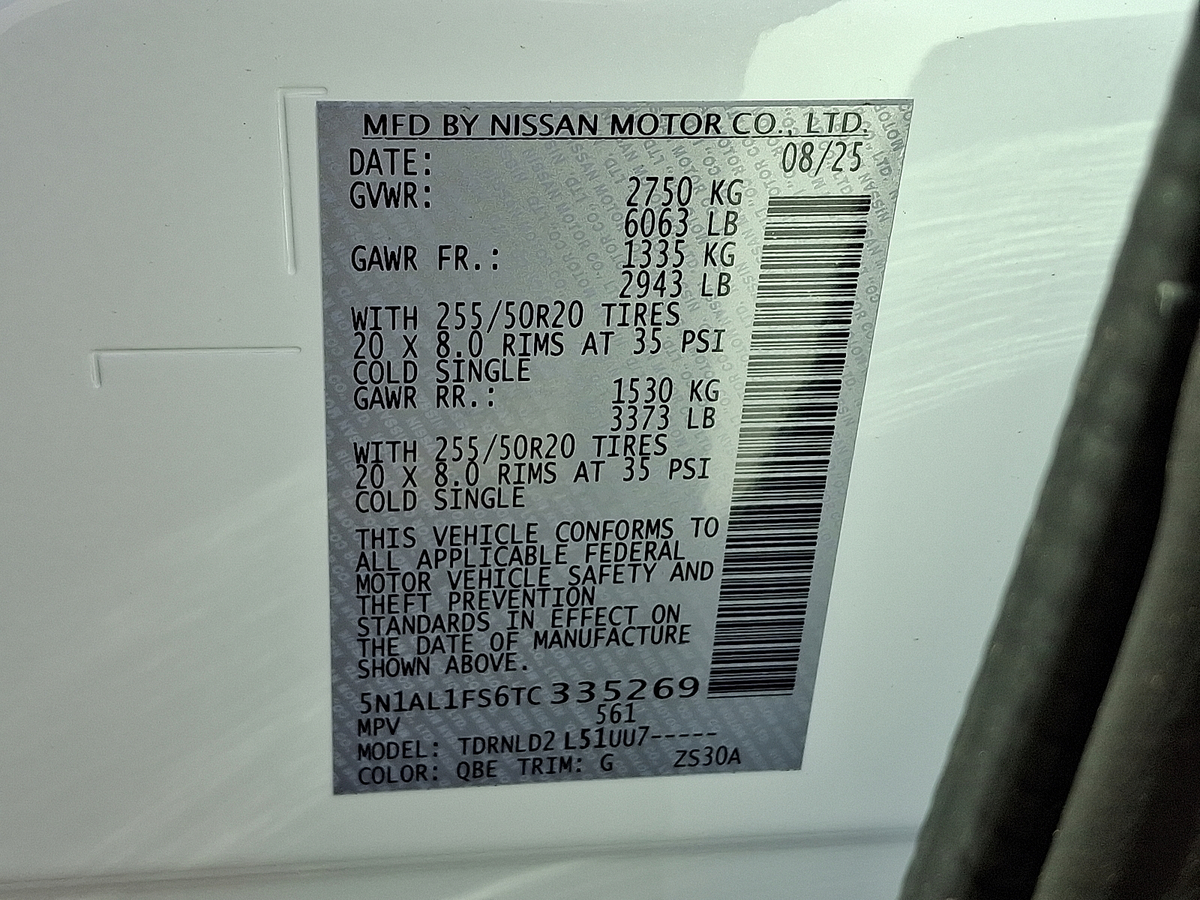 MFD BY NISSAN MOTOR CO., LTD.
DATE: 08/25
GVWR: 2750 KG
6063 LB
GAWR FR.: 1335 KG
2943 LB
WITH 255/50R20 TIRES
20 X 8.0 RIMS AT 35 PSI
COLD SINGLE
GAWR RR.: 1530 KG
3373 LB
WITH 255/50R20 TIRES
20 X 8.0 RIMS AT 35 PSI
COLD SINGLE
THIS VEHICLE CONFORMS TO
ALL APPLICABLE FEDERAL
MOTOR VEHICLE SAFETY AND
THEFT PREVENTION
STANDARDS IN EFFECT ON
THE DATE OF MANUFACTURE
SHOWN ABOVE.
5N1AL1FS6TC335269
MPV 561
MODEL: TDRNLD2 L51UU7-----
COLOR: QBE TRIM: G ZS30A